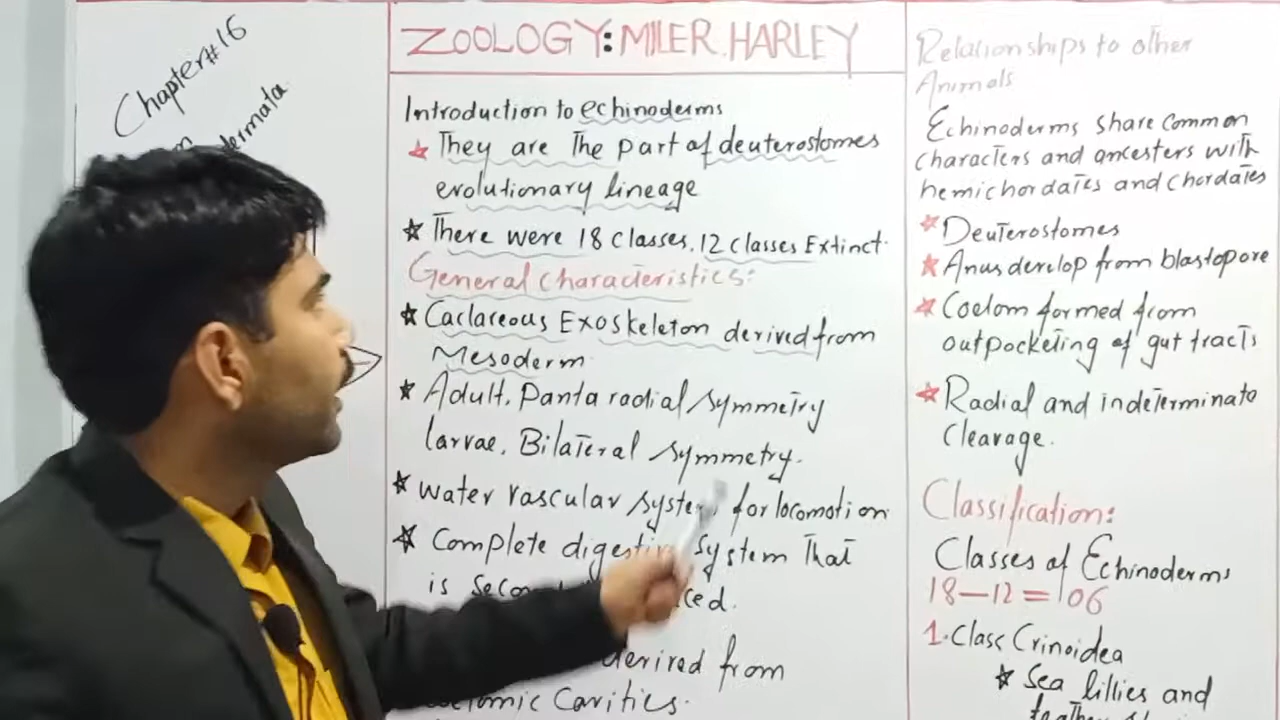 Chapter#16
ZOOLOGY: MILER HARLEY
Introduction to echinoderms
They are The part of deuterostomes
evolutionary lineage
There were 18 classes. 12 classes Extinct.
General characteristics:
Caclareous Exoskeleton derived from
Mesoderm.
Adult, Panta radial symmetry
larvae, Bilateral symmetry.
water vascular system for locomotion
Complete digestive system That
is
derived from
Cavities.
Relationships to other
Animals
Echinoderms share common
characters and ancesters with
hemichordates and chordates
Deuterostomes
Anus develop from blastopore
Coelom formed from
outpocketing of gut tracts
Radial and indeterminate
cleavage.
Classification:
Classes of Echinoderms
18-12=06
1. Class Crinoidea
Sea lillies and